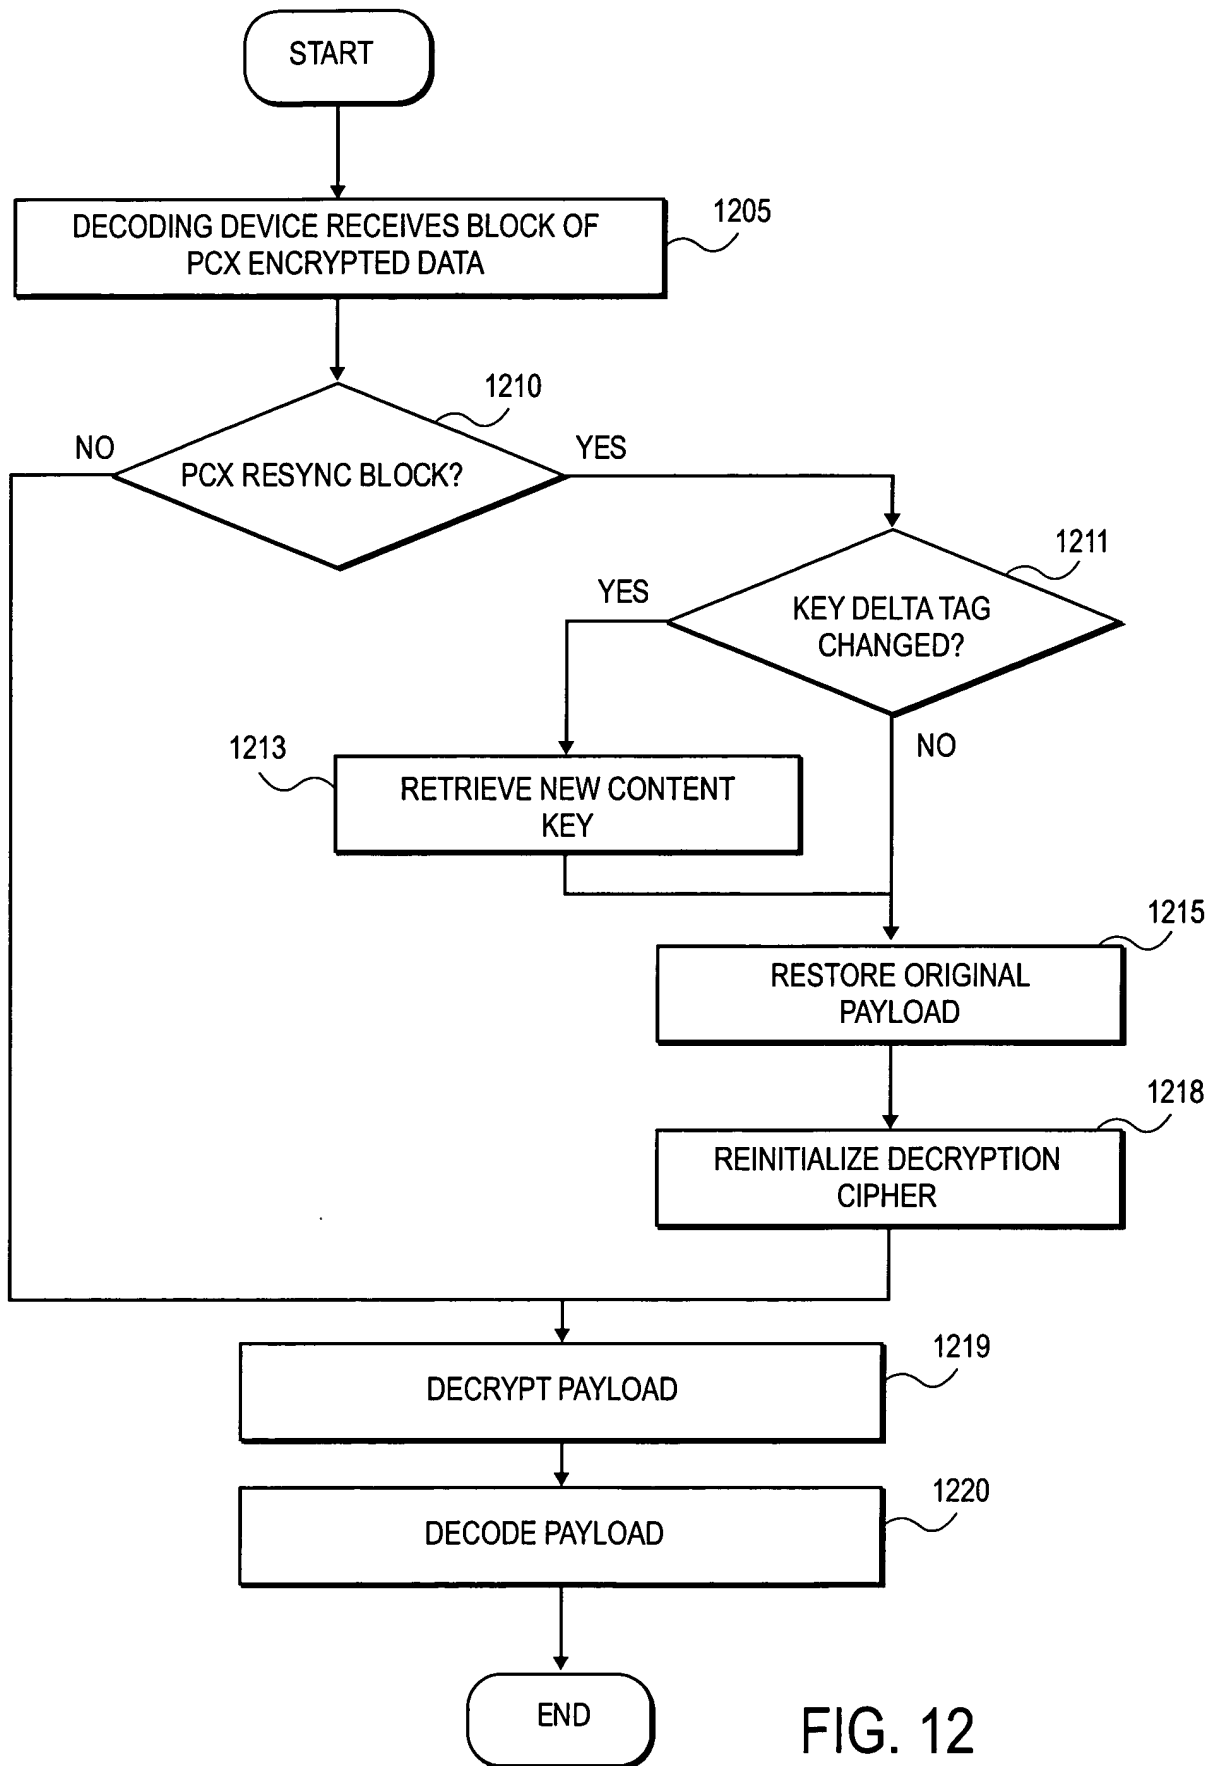 START
DECODING DEVICE RECEIVES BLOCK OF
PCX ENCRYPTED DATA
1205
1210
NO
YES
PCX RESYNC BLOCK?
1211
YES
KEY DELTA TAG
CHANGED?
NO
1213
RETRIEVE NEW CONTENT
KEY
1215
RESTORE ORIGINAL
PAYLOAD
1218
REINITIALIZE DECRYPTION
CIPHER
1219
DECRYPT PAYLOAD
1220
DECODE PAYLOAD
END
FIG. 12